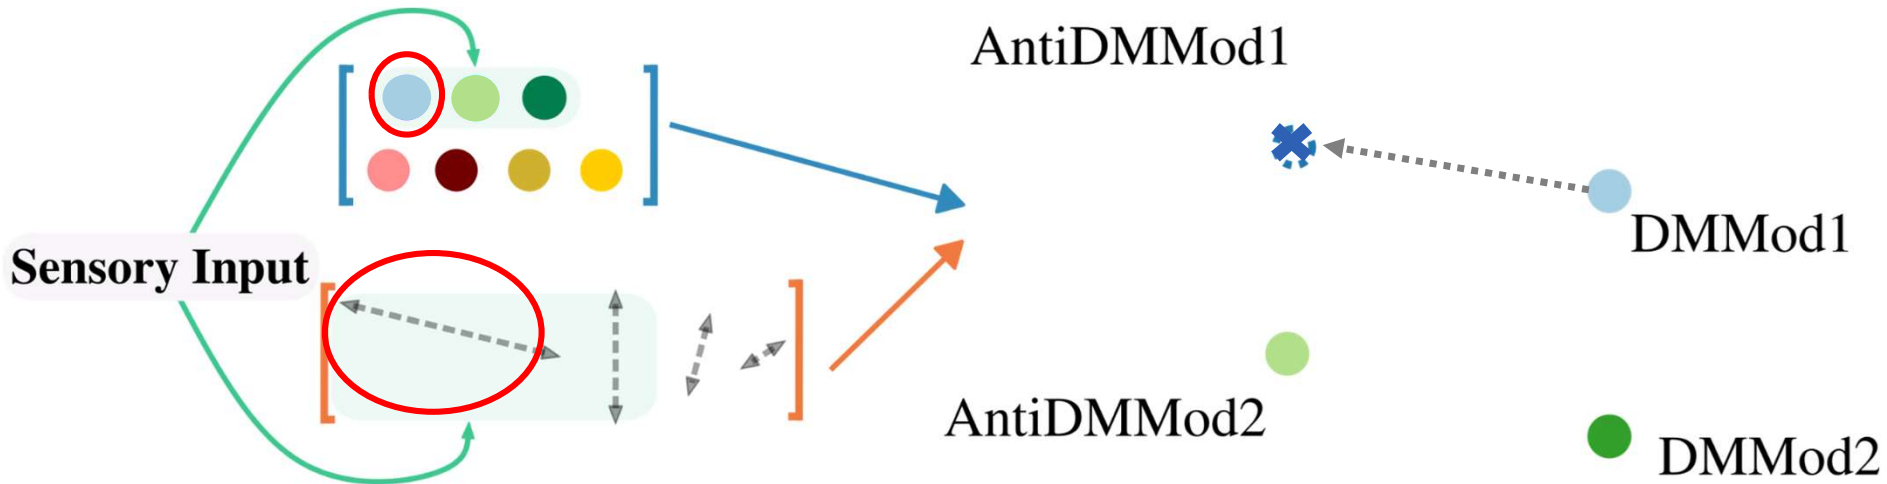 AntiDMMod1
DMMod1
Sensory Input
AntiDMMod2
DMMod2